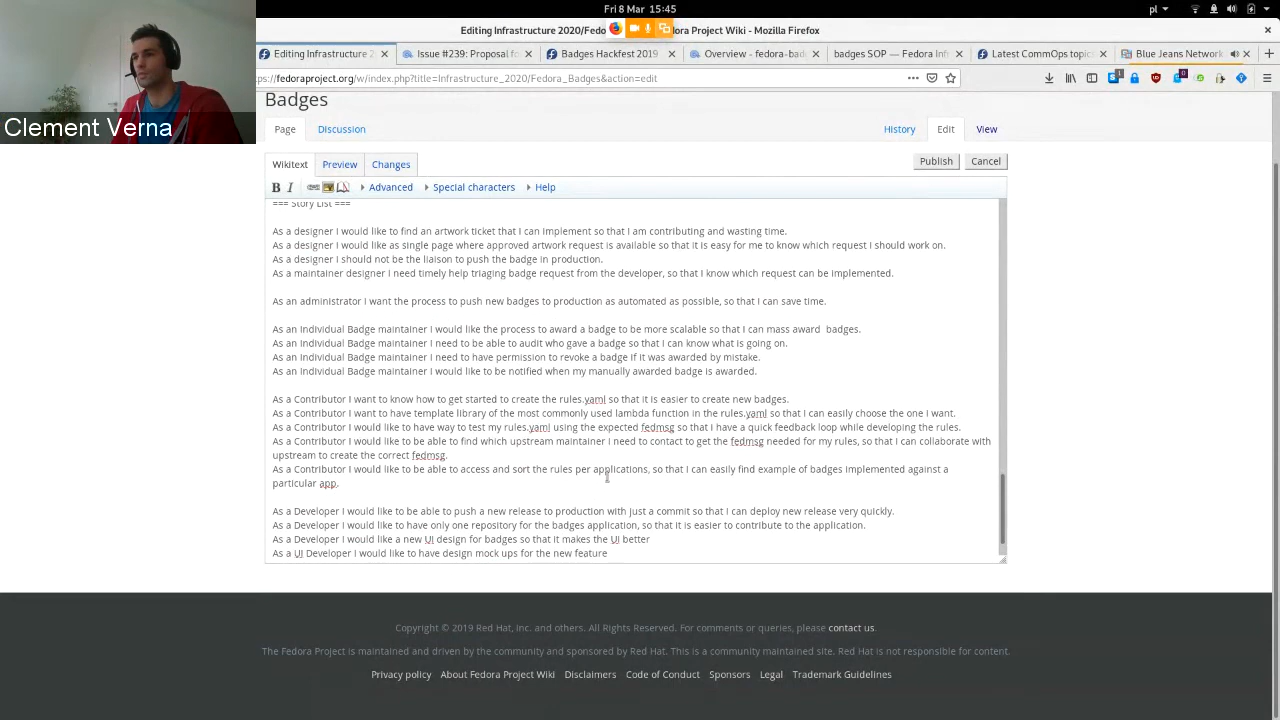 Fri 8 Mar 15:45
pl
Editing Infrastructure 2020/Fedo
ora Project Wiki - Mozilla Firefox
Editing Infrastructure 20
Issue #239: Proposal fo
Badges Hackfest 2019
Overview - fedora-bad
badges SOP — Fedora I
Latest CommOps topic
Blue Jeans Network
ps://fedoraproject.org/w/index.php?title=Infrastructure_2020/Fedora_Badges&action=edit
Clement Verna
Badges
Page
Discussion
History
Edit
View
Wikitext
Preview
Changes
Publish
Cancel
B I
Advanced
Special characters
Help
=== Story List ===
As a designer I would like to find an artwork ticket that I can implement so that I am contributing and wasting time.
As a designer I would like as single page where approved artwork request is available so that it is easy for me to know which request I should work on.
As a designer I should not be the liaison to push the badge in production.
As a maintainer designer I need timely help triaging badge request from the developer, so that I know which request can be implemented.
As an administrator I want the process to push new badges to production as automated as possible, so that I can save time.
As an Individual Badge maintainer I would like the process to award a badge to be more scalable so that I can mass award  badges.
As an Individual Badge maintainer I need to be able to audit who gave a badge so that I can know what is going on.
As an Individual Badge maintainer I need to have permission to revoke a badge if it was awarded by mistake.
As an Individual Badge maintainer I would like to be notified when my manually awarded badge is awarded.
As a Contributor I want to know how to get started to create the rules.yaml so that it is easier to create new badges.
As a Contributor I want to have template library of the most commonly used lambda function in the rules.yaml so that I can easily choose the one I want.
As a Contributor I would like to have way to test my rules.yaml using the expected fedmsg so that I have a quick feedback loop while developing the rules.
As a Contributor I would like to be able to find which upstream maintainer I need to contact to get the fedmsg needed for my rules, so that I can collaborate with
upstream to create the correct fedmsg.
As a Contributor I would like to be able to access and sort the rules per applications, so that I can easily find example of badges implemented against a
particular app.
As a Developer I would like to be able to push a new release to production with just a commit so that I can deploy new release very quickly.
As a Developer I would like to have only one repository for the badges application, so that it is easier to contribute to the application.
As a Developer I would like a new UI design for badges so that it makes the UI better
As a UI Developer I would like to have design mock ups for the new feature
Copyright © 2019 Red Hat, Inc. and others. All Rights Reserved. For comments or queries, please contact us.
The Fedora Project is maintained and driven by the community and sponsored by Red Hat. This is a community maintained site. Red Hat is not responsible for content.
Privacy policy
About Fedora Project Wiki
Disclaimers
Code of Conduct
Sponsors
Legal
Trademark Guidelines